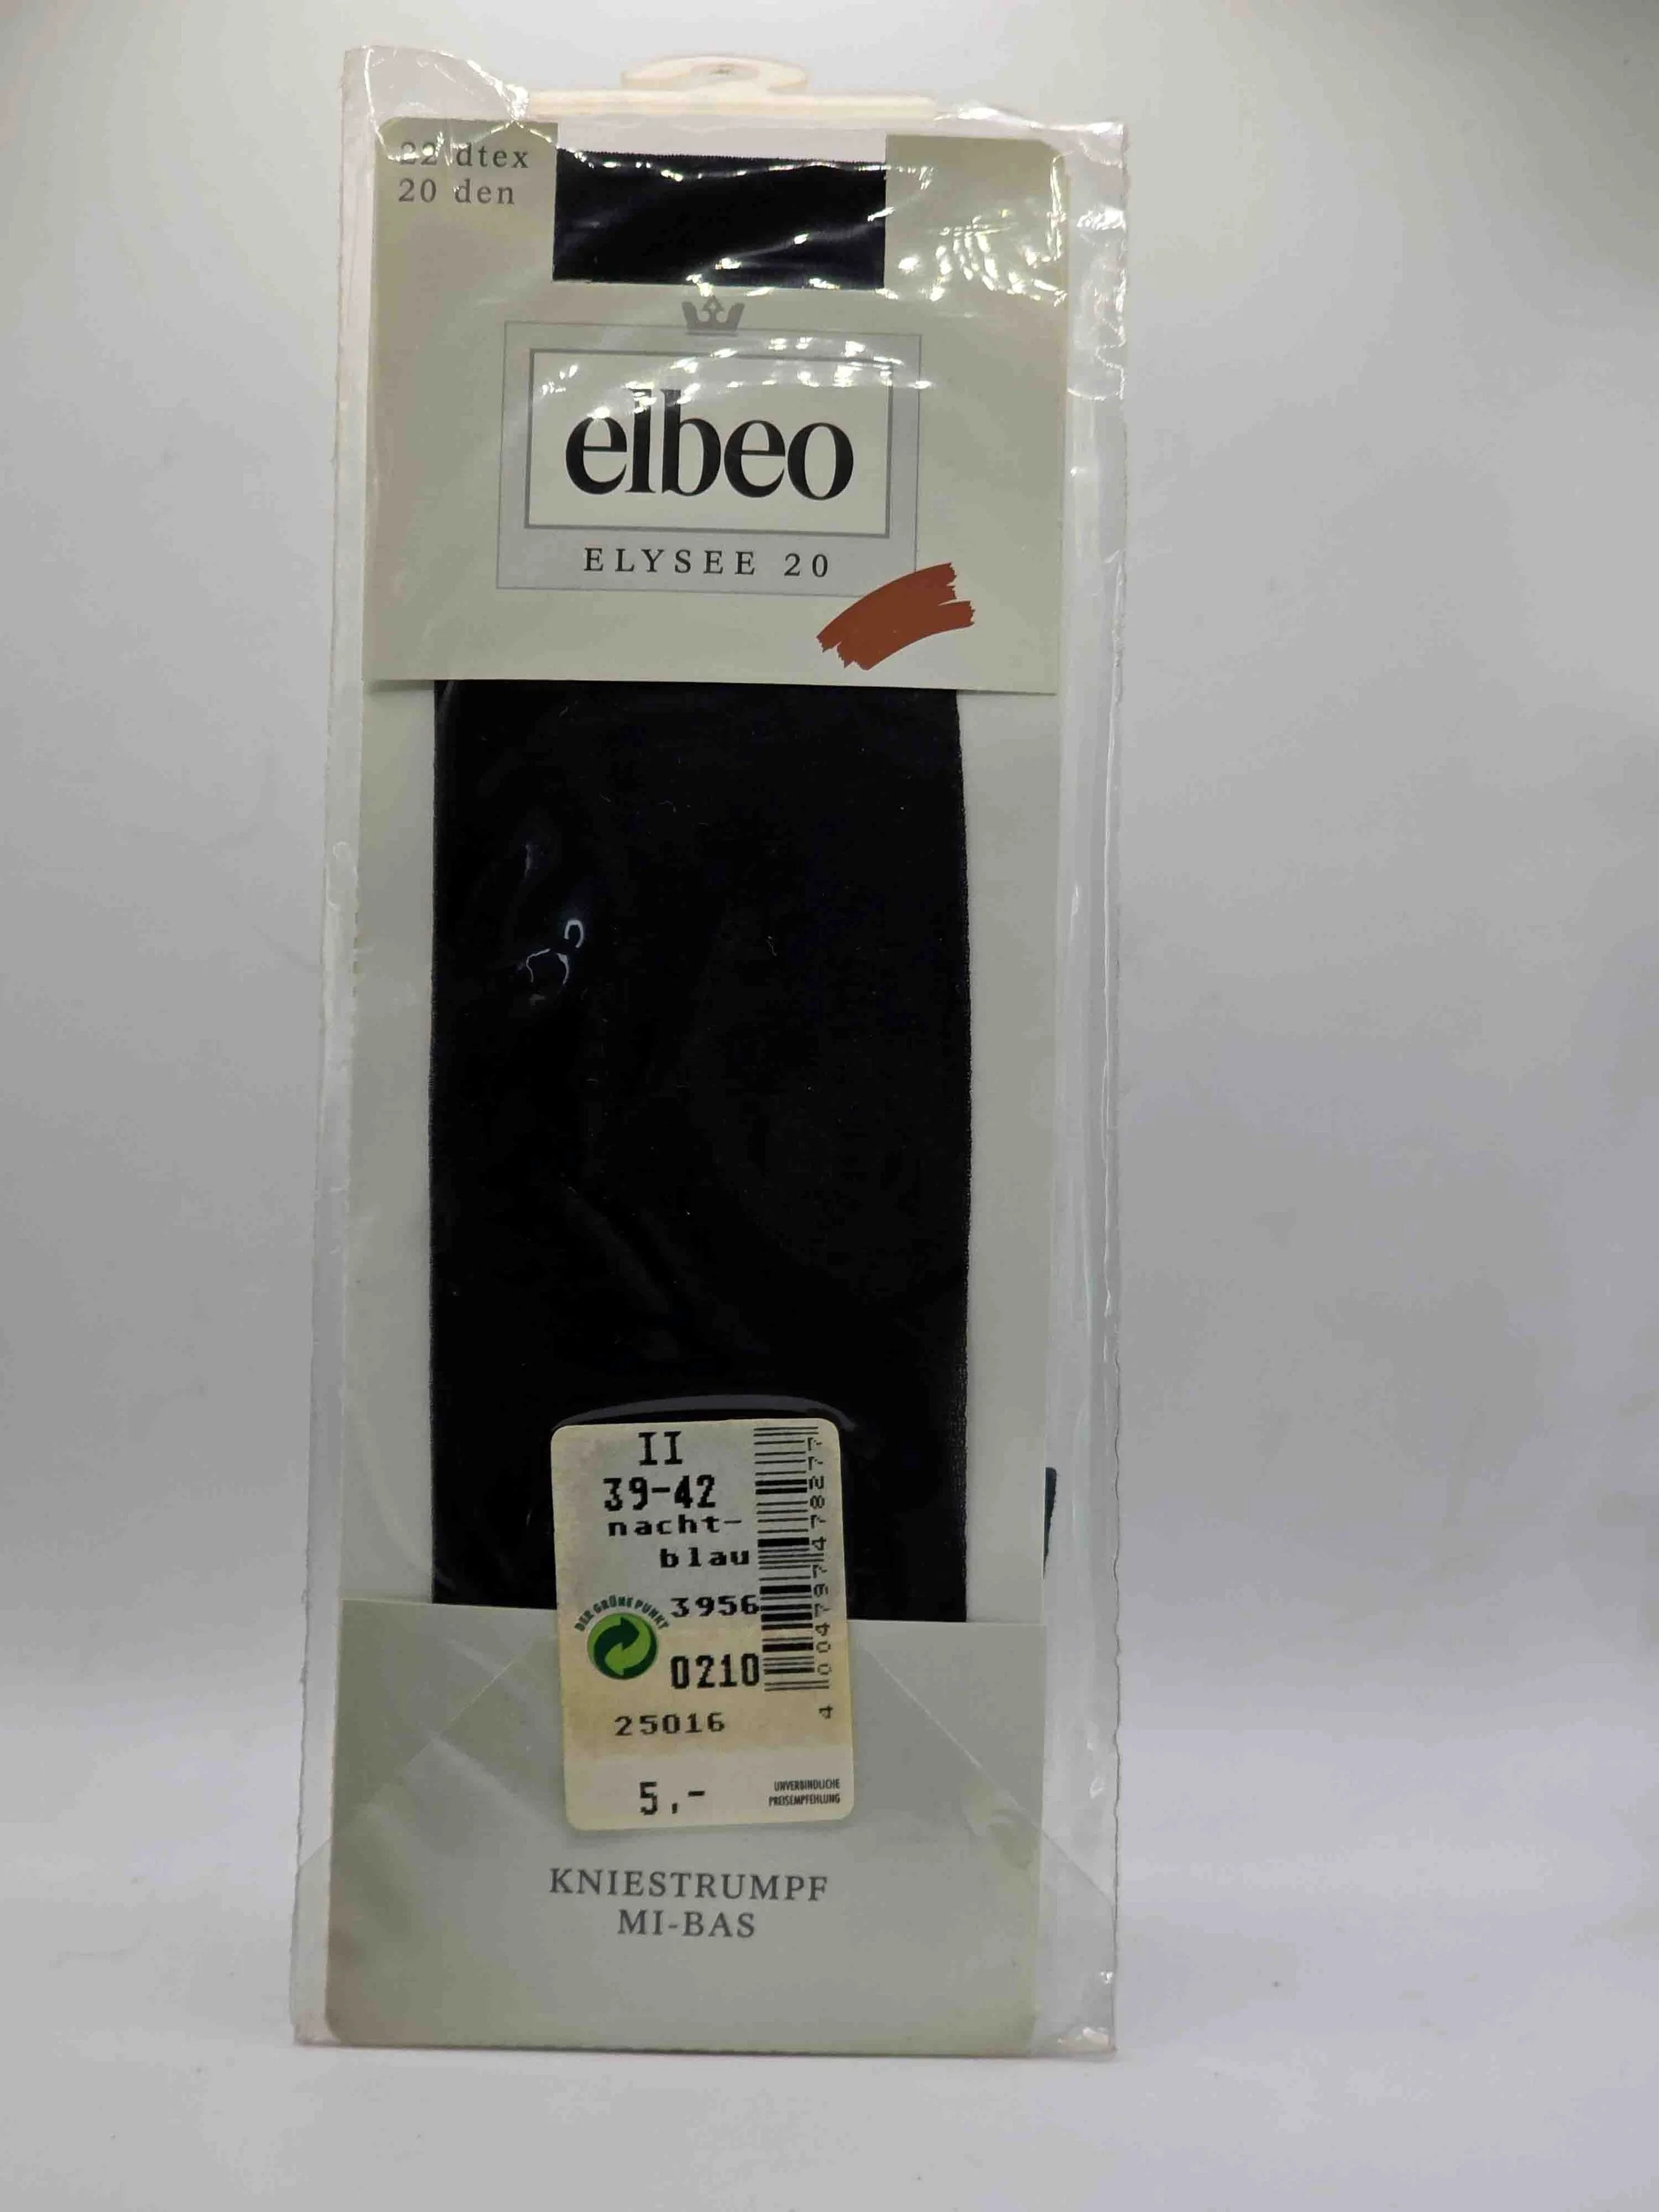 22 dtex
20 den
elbeo
ELYSEE 20
II
39-42
nacht-
blau
DER GRÜNE PUNKT
3956
0210
25016
5,-
UNVERBINDLICHE
PREISEMPFEHLUNG
KNIESTRUMPF
MI-BAS